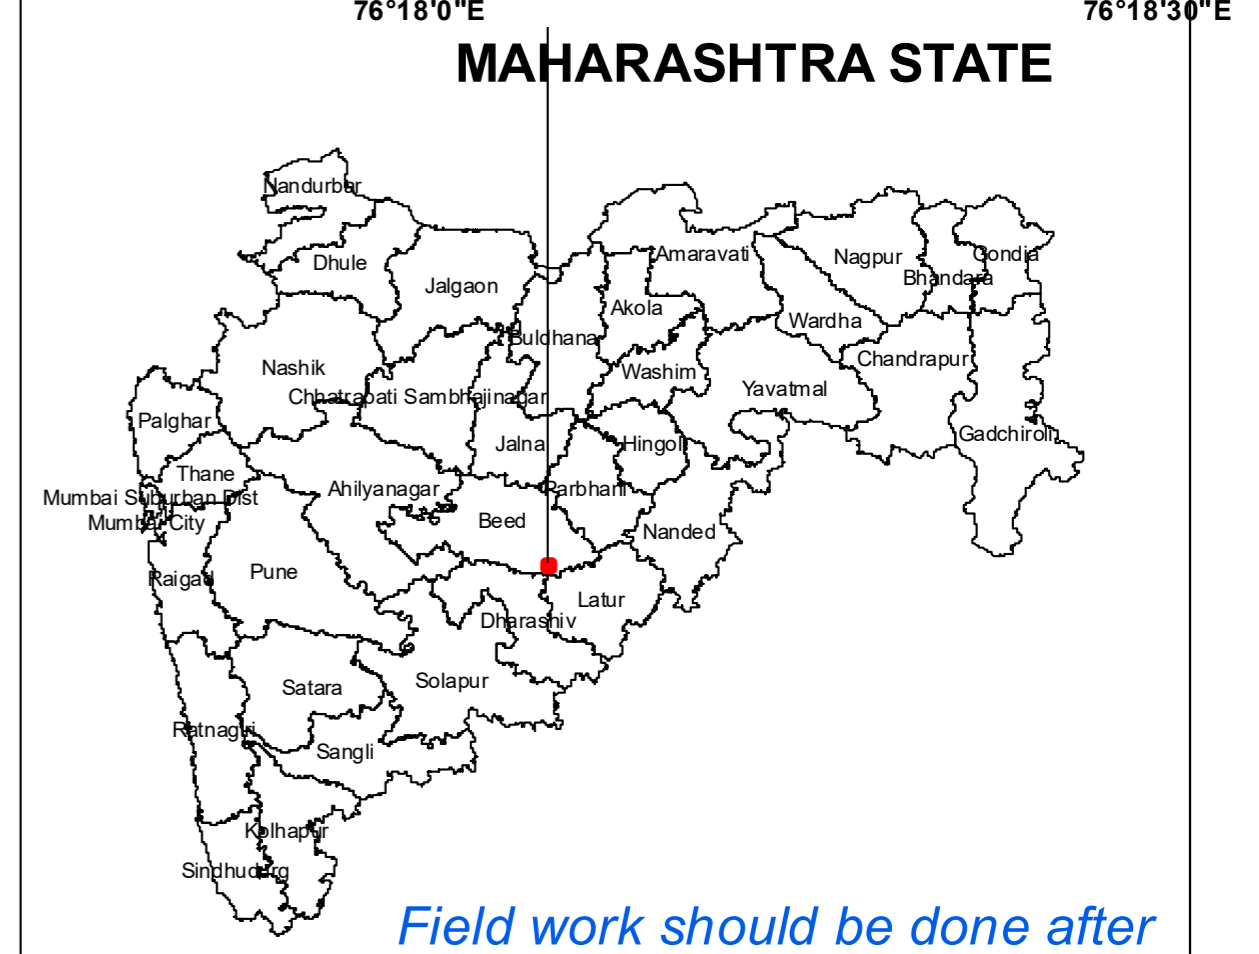 76°18'0"E 76°18'30"E
MAHARASHTRA STATE
Nandurbar
Dhule
Jalgaon
Amaravati
Nagpur
Gondia
Bhandara
Akola
Wardha
Buldhana
Nashik
Washim
Chandrapur
Chhatrapati Sambhajinagar
Yavatmal
Palghar
Jalna
Hingoli
Gadchiroli
Thane
Ahilyanagar
Parbhani
Mumbai Suburban Dist
Mumbai City
Beed
Nanded
Raigad
Pune
Latur
Dharashiv
Satara
Solapur
Ratnagiri
Sangli
Kolhapur
Sindhudurg
Field work should be done after